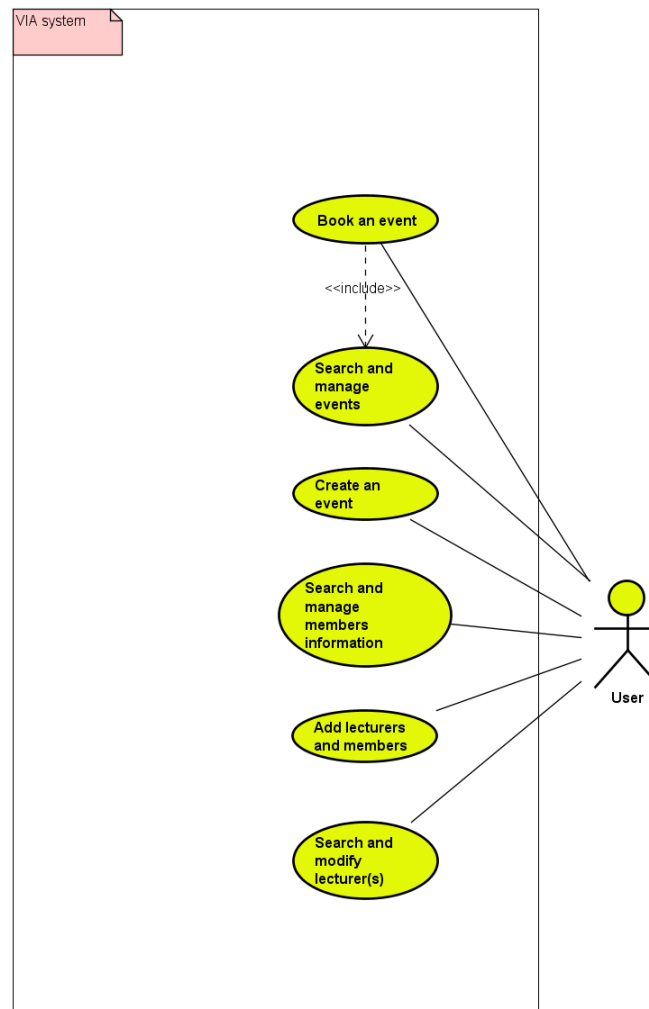 VIA system
Book an event
<<include>>
Search and
manage
events
Create an
event
Search and
manage
members
information
Add lecturers
and members
Search and
modify
lecturer(s)
User